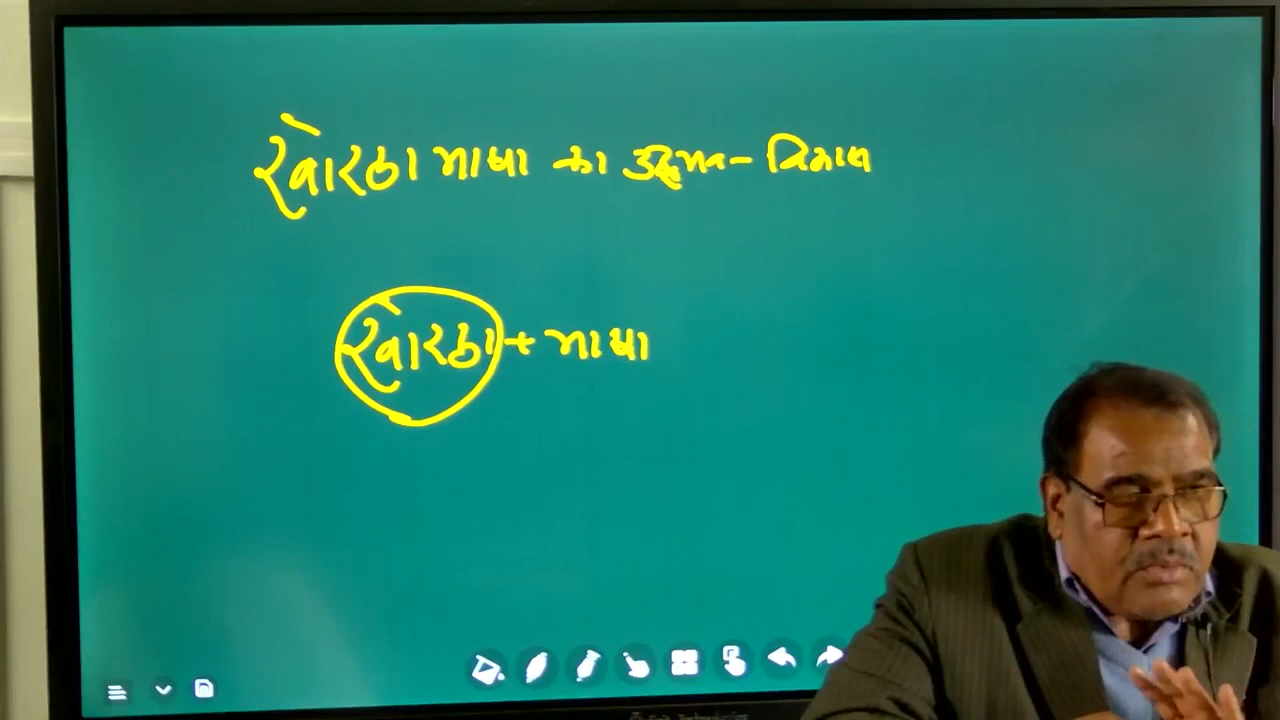 खोरठा भाषा का उद्भव - विकास
खोरठा + भाषा